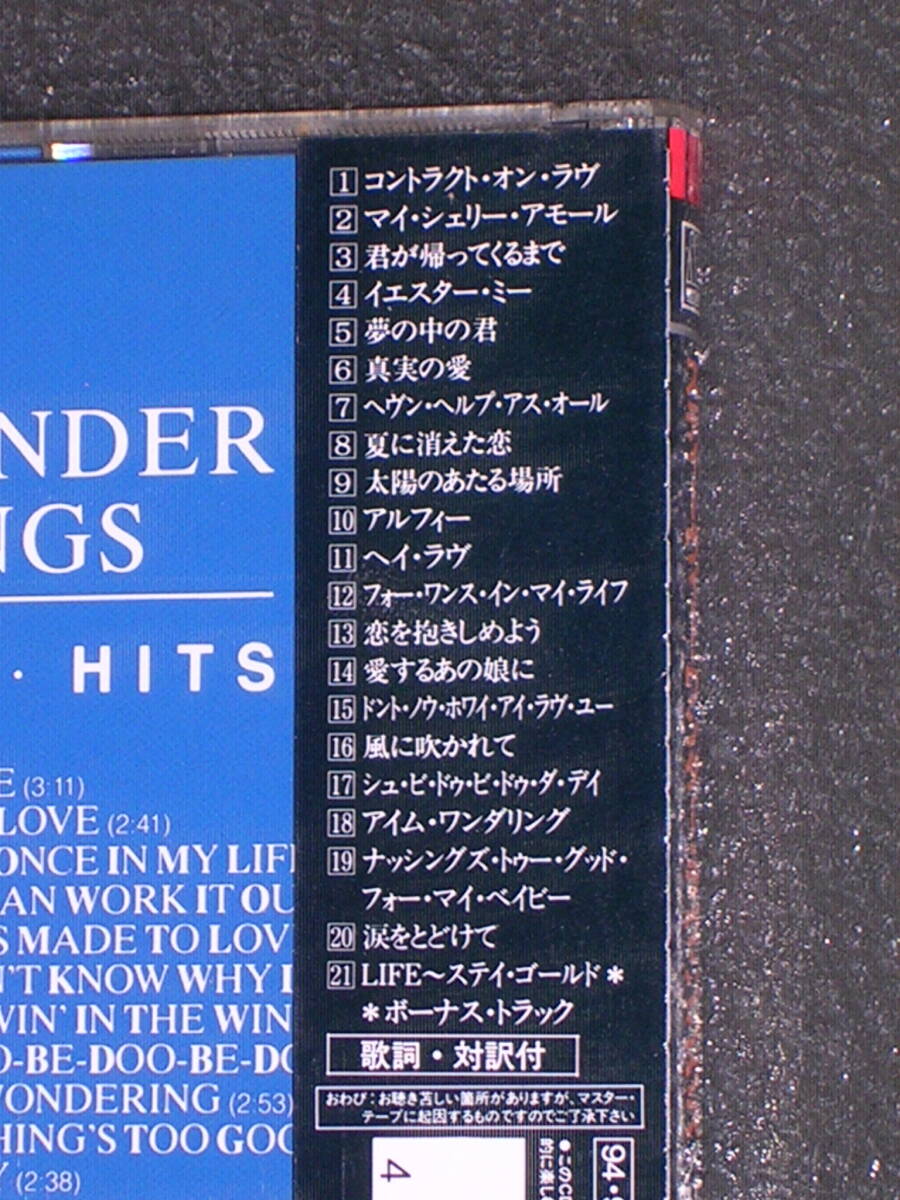 NDER
NGS
· HITS
E (3:11)
LOVE (2:41)
ONCE IN MY LIF
AN WORK IT OU
S MADE TO LOV
'T KNOW WHY I
WIN' IN THE WIN
O-BE-DOO-BE-DO
WONDERING (2:53)
HING'S TOO GOO
Y (2:38)
1 コントラクト・オン・ラヴ
2 マイ・シェリー・アモール
3 君が帰ってくるまで
4 イエスター・ミー
5 夢の中の君
6 真実の愛
7 ヘヴン・ヘルプ・アス・オール
8 夏に消えた恋
9 太陽のあたる場所
10 アルフィー
11 ヘイ・ラヴ
12 フォー・ワンス・イン・マイ・ライフ
13 恋を抱きしめよう
14 愛するあの娘に
15 ドント・ノウ・ホワイ・アイ・ラヴ・ユー
16 風に吹かれて
17 シュ・ビ・ドゥ・ビ・ドゥ・ダ・デイ
18 アイム・ワンダリング
19 ナッシングズ・トゥー・グッド・
フォー・マイ・ベイビー
20 涙をとどけて
21 LIFE～ステイ・ゴールド＊
＊ボーナス・トラック
歌詞・対訳付
おわび：お聴き苦しい箇所がありますが、マスター・
テープに起因するものですのでご了承下さい
4
●このC
94・